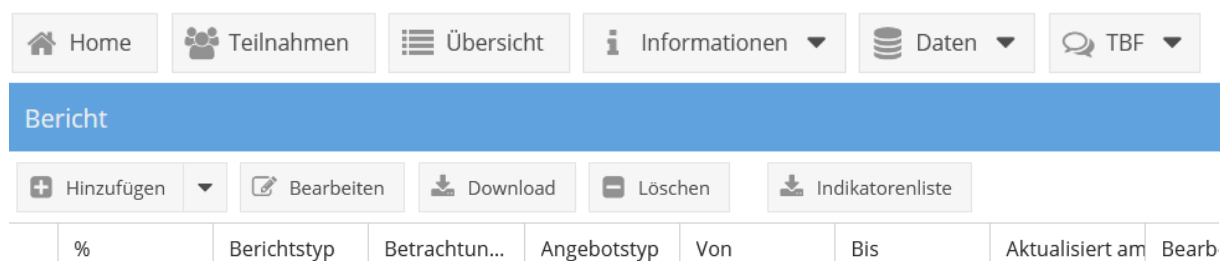 Home Teilnahmen Übersicht Informationen Daten TBF
Bericht
Hinzufügen Bearbeiten Download Löschen Indikatorenliste
% Berichtstyp Betrachtun... Angebotstyp Von Bis Aktualisiert am Bearb